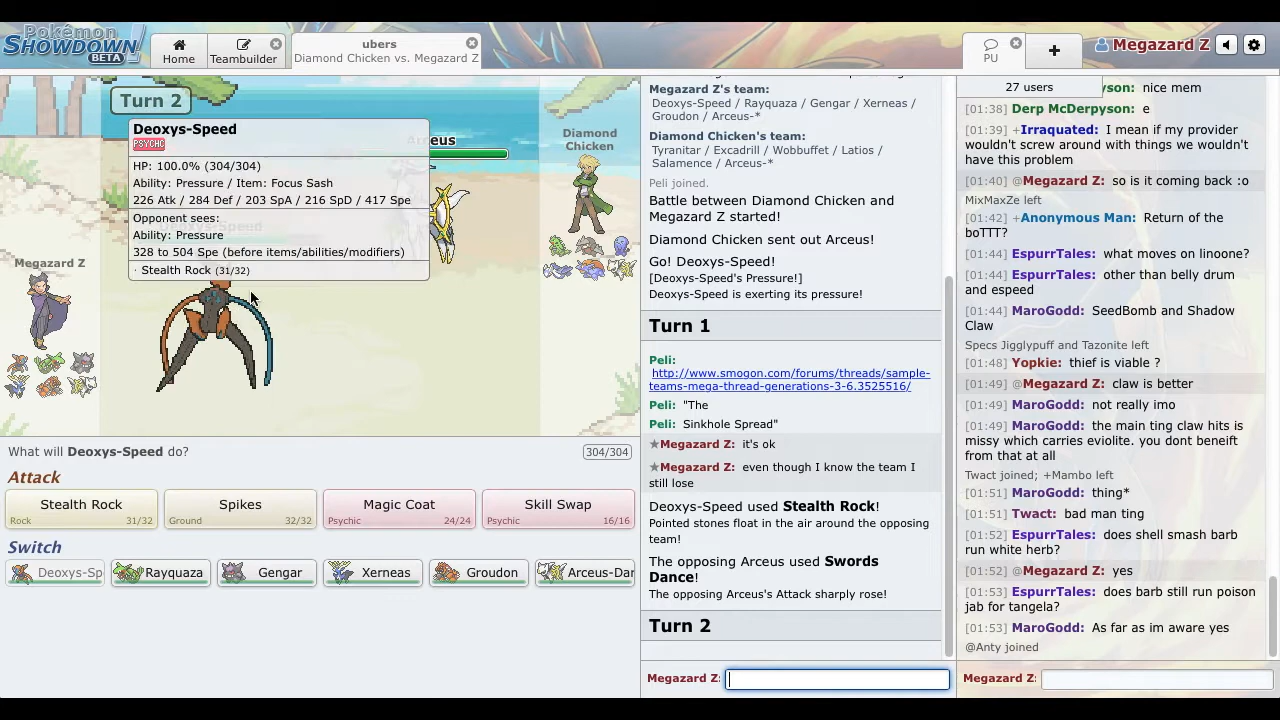 Pokémon
SHOWDOWN!
BETA
Home
Teambuilder
ubers
Diamond Chicken vs. Megazard Z
PU
Megazard Z
Turn 2
Deoxys-Speed
PSYCHC
HP: 100.0% (304/304)
Ability: Pressure / Item: Focus Sash
226 Atk / 284 Def / 203 SpA / 216 SpD / 417 Spe
Opponent sees:
Ability: Pressure
328 to 504 Spe (before items/abilities/modifiers)
· Stealth Rock (31/32)
Arceus
Diamond
Chicken
Megazard Z
What will Deoxys-Speed do?
304/304
Attack
Stealth Rock
Rock 31/32
Spikes
Ground 32/32
Magic Coat
Psychic 24/24
Skill Swap
Psychic 16/16
Switch
Deoxys-Sp
Rayquaza
Gengar
Xerneas
Groudon
Arceus-Dar
Megazard Z's team:
Deoxys-Speed / Rayquaza / Gengar / Xerneas /
Groudon / Arceus-*
Diamond Chicken's team:
Tyranitar / Excadrill / Wobbuffet / Latios /
Salamence / Arceus-*
Peli joined.
Battle between Diamond Chicken and
Megazard Z started!
Diamond Chicken sent out Arceus!
Go! Deoxys-Speed!
[Deoxys-Speed's Pressure!]
Deoxys-Speed is exerting its pressure!
Turn 1
Peli:
http://www.smogon.com/forums/threads/sample-
teams-mega-thread-generations-3-6.3525516/
Peli: "The
Peli: Sinkhole Spread"
★Megazard Z: it's ok
★Megazard Z: even though I know the team I
still lose
Deoxys-Speed used Stealth Rock!
Pointed stones float in the air around the opposing
team!
The opposing Arceus used Swords
Dance!
The opposing Arceus's Attack sharply rose!
Turn 2
Megazard Z:
27 users
son: nice mem
[01:38] Derp McDerpyson: e
[01:39] +Irraquated: I mean if my provider
wouldn't screw around with things we wouldn't
have this problem
[01:40] @Megazard Z: so is it coming back :o
MixMaxZe left
[01:42] +Anonymous Man: Return of the
boTTT?
[01:44] EspurrTales: what moves on linoone?
[01:44] EspurrTales: other than belly drum
and espeed
[01:44] MaroGodd: SeedBomb and Shadow
Claw
Specs Jigglypuff and Tazonite left
[01:48] Yopkie: thief is viable ?
[01:49] @Megazard Z: claw is better
[01:49] MaroGodd: not really imo
[01:49] MaroGodd: the main ting claw hits is
missy which carries eviolite. you dont beneift
from that at all
Twact joined; +Mambo left
[01:51] MaroGodd: thing*
[01:51] Twact: bad man ting
[01:52] EspurrTales: does shell smash barb
run white herb?
[01:52] @Megazard Z: yes
[01:53] EspurrTales: does barb still run poison
jab for tangela?
[01:53] MaroGodd: As far as im aware yes
@Anty joined
Megazard Z: